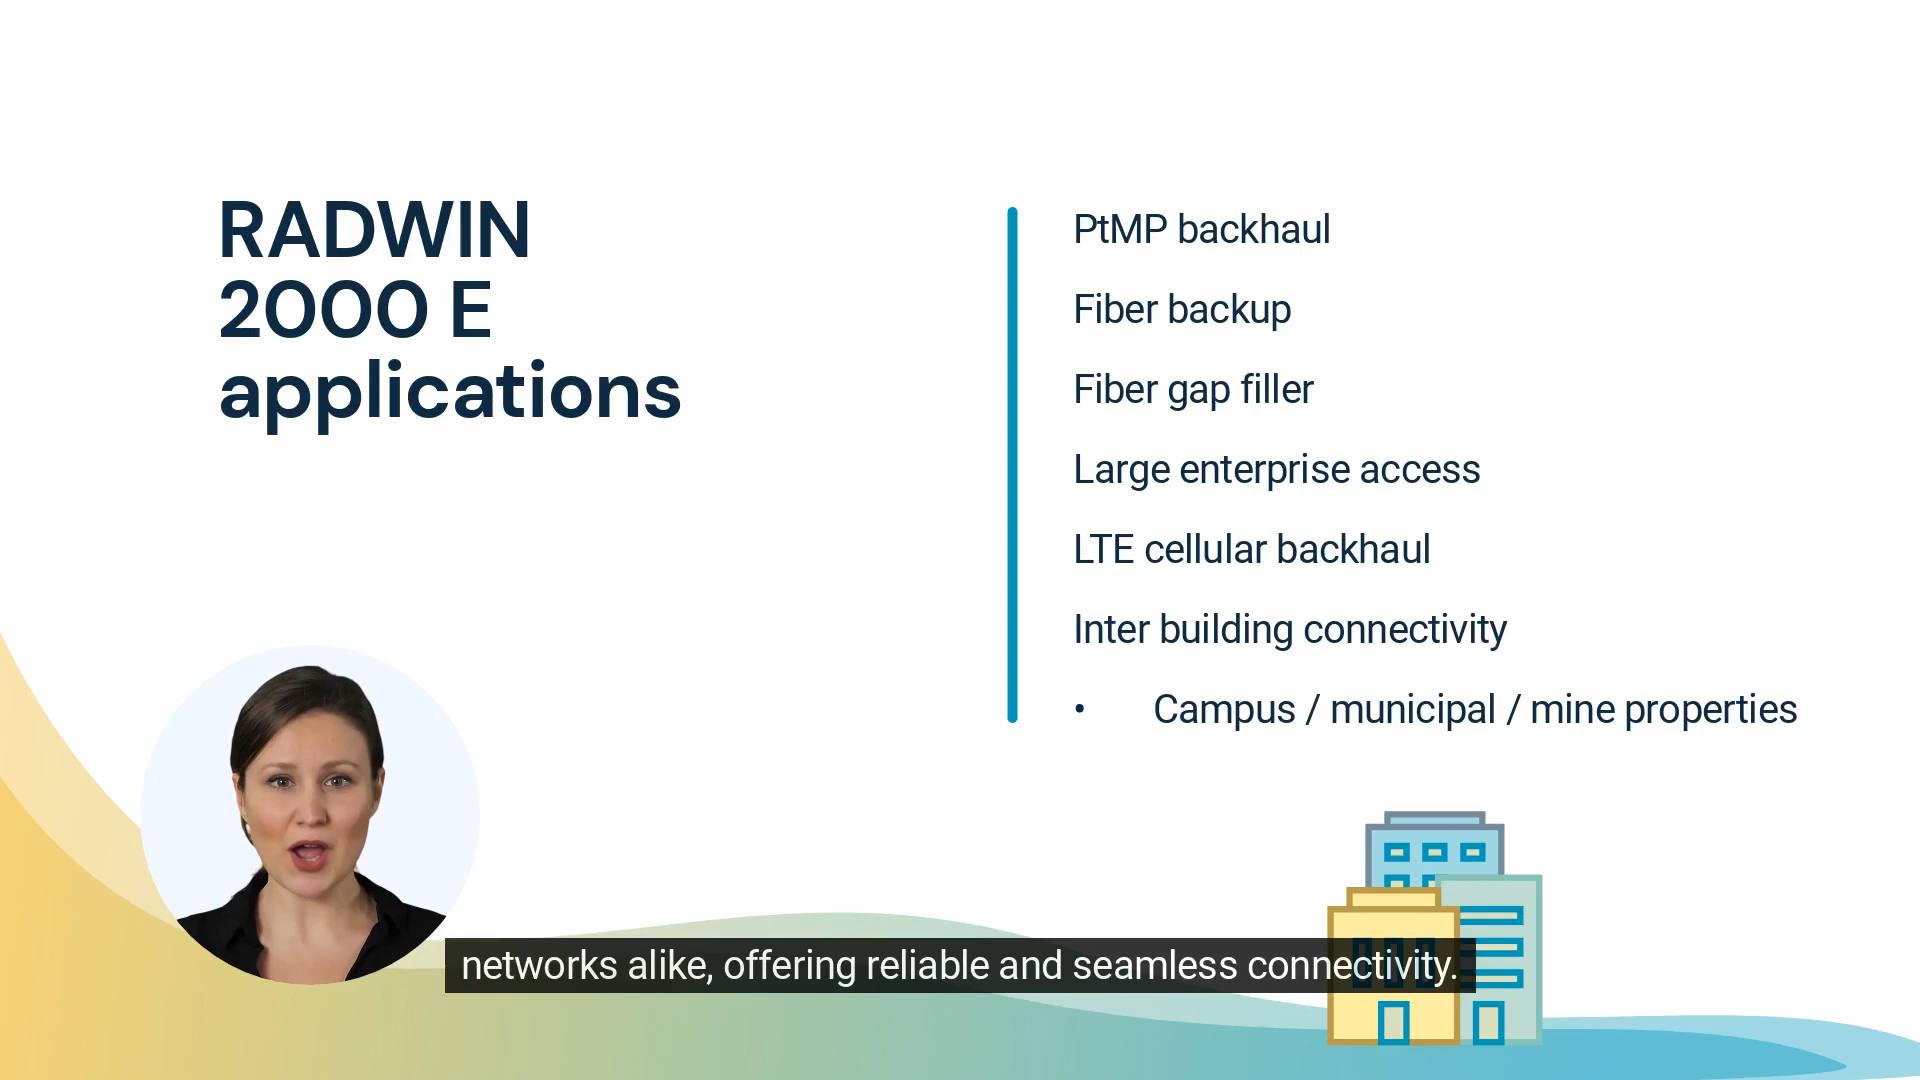 RADWIN
2000 E
applications
PtMP backhaul
Fiber backup
Fiber gap filler
Large enterprise access
LTE cellular backhaul
Inter building connectivity
• Campus / municipal / mine properties
networks alike, offering reliable and seamless connectivity.